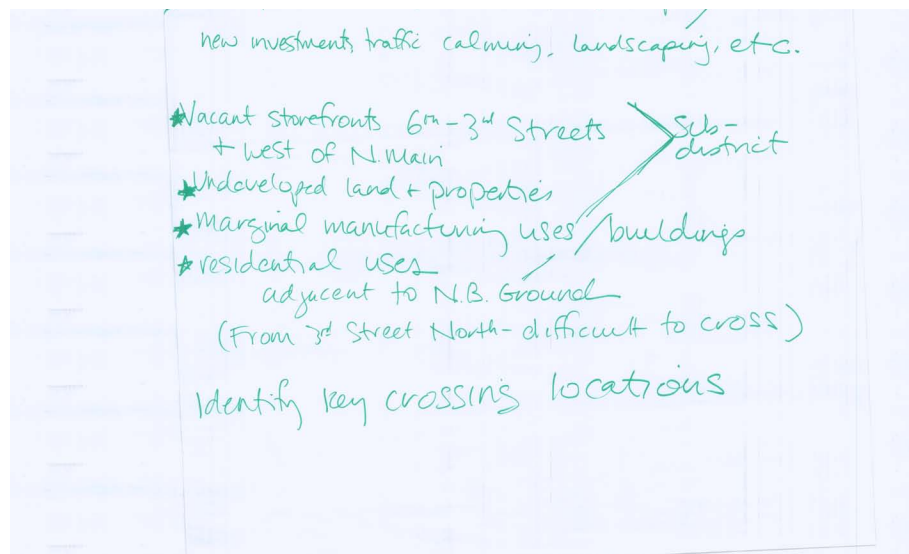 new investment, traffic calming, landscaping, etc.
★Vacant storefronts 6th-3rd Streets
+ west of N.Main
Sub-
district
★Undeveloped land + properties
★marginal manufacturing uses/buildings
★residential uses
adjacent to N.B. Ground
(From 3rd Street North-difficult to cross)
Identify key crossing locations